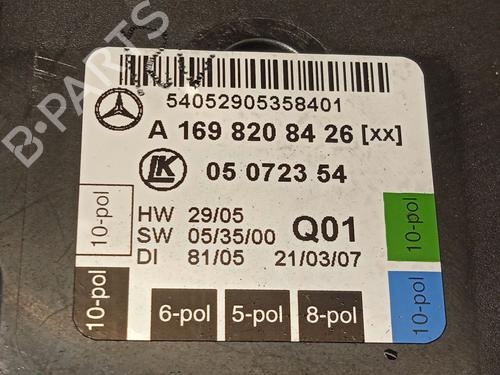 54052905358401
A 169 820 84 26 [xx]
LK
05 0723 54
10-pol
HW 29/05
SW 05/35/00
DI 81/05
Q01
21/03/07
10-pol
10-pol
6-pol
5-pol
8-pol
10-pol